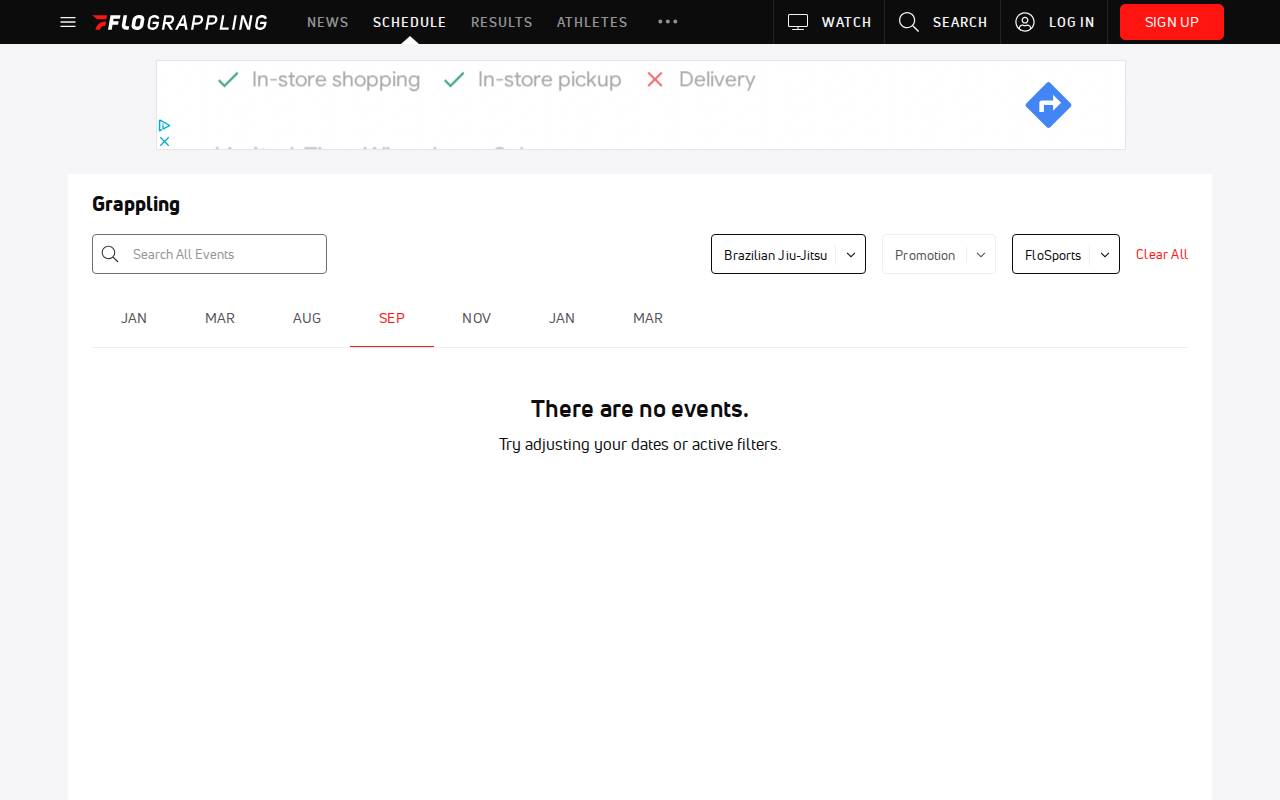 FLOGRAPPLING NEWS SCHEDULE RESULTS ATHLETES WATCH SEARCH LOG IN SIGN UP
In-store shopping In-store pickup Delivery
Grappling
Search All Events Brazilian Jiu-Jitsu Promotion FloSports Clear All
JAN MAR AUG SEP NOV JAN MAR
There are no events.
Try adjusting your dates or active filters.